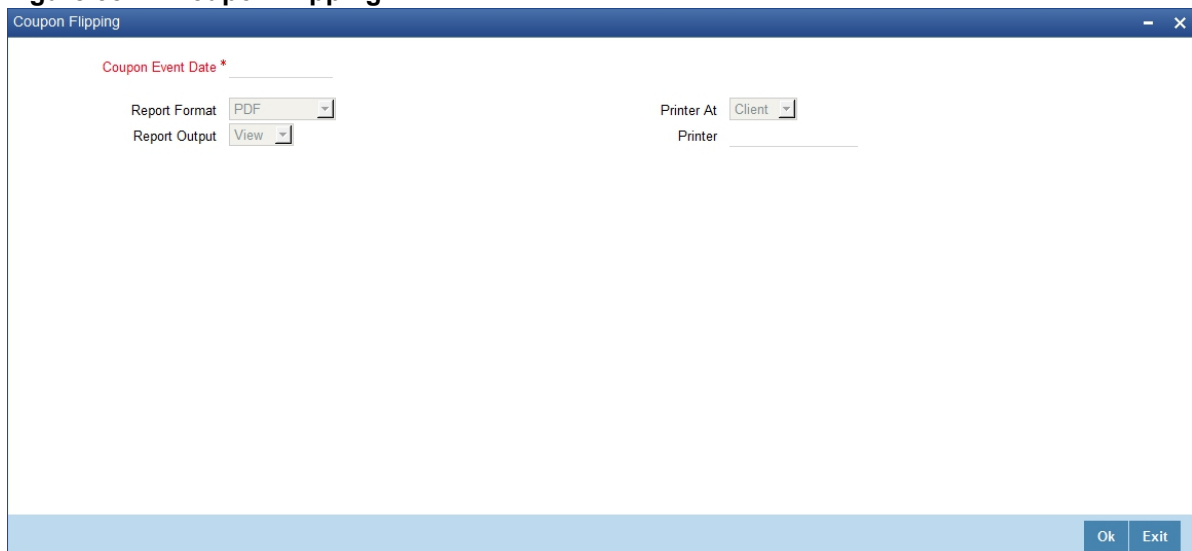 Coupon Flipping
Coupon Event Date *
Report Format PDF
Printer At Client
Report Output View
Printer
Ok Exit